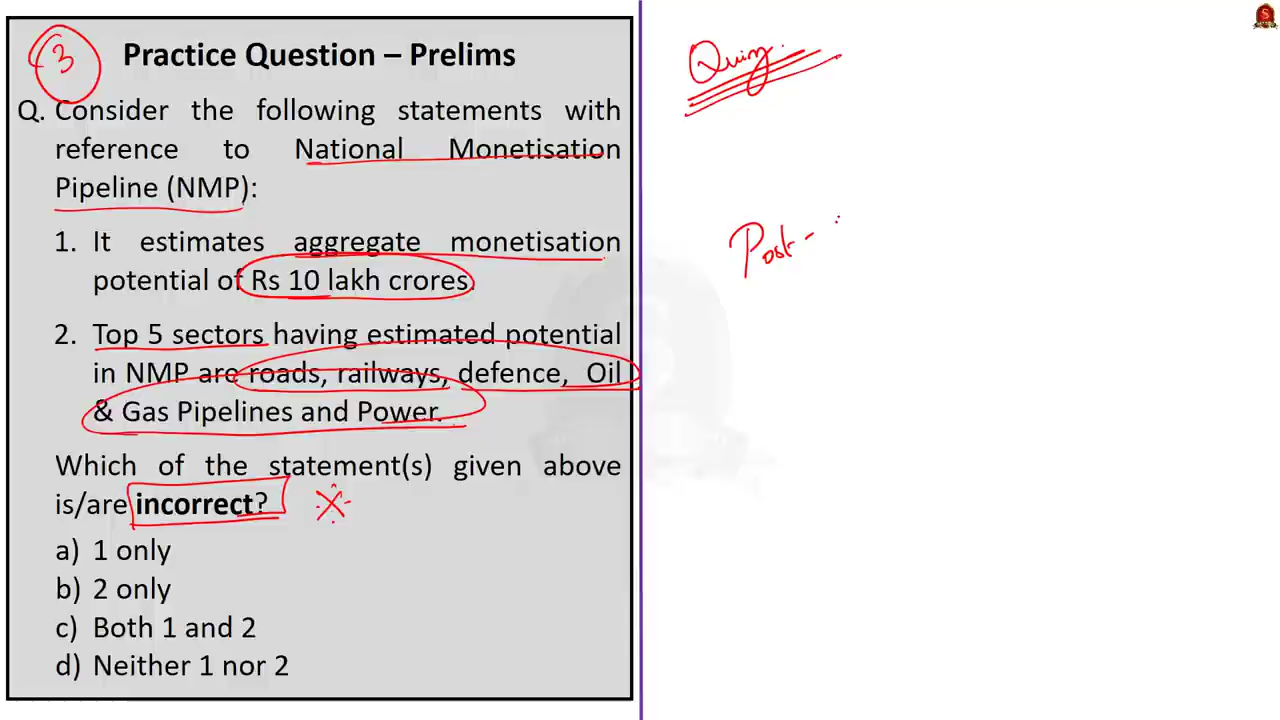 3
Practice Question – Prelims
Q. Consider the following statements with
reference to National Monetisation
Pipeline (NMP):
1. It estimates aggregate monetisation
potential of Rs 10 lakh crores.
2. Top 5 sectors having estimated potential
in NMP are roads, railways, defence, Oil
& Gas Pipelines and Power.
Which of the statement(s) given above
is/are incorrect?
a) 1 only
b) 2 only
c) Both 1 and 2
d) Neither 1 nor 2
Quiz
Post -